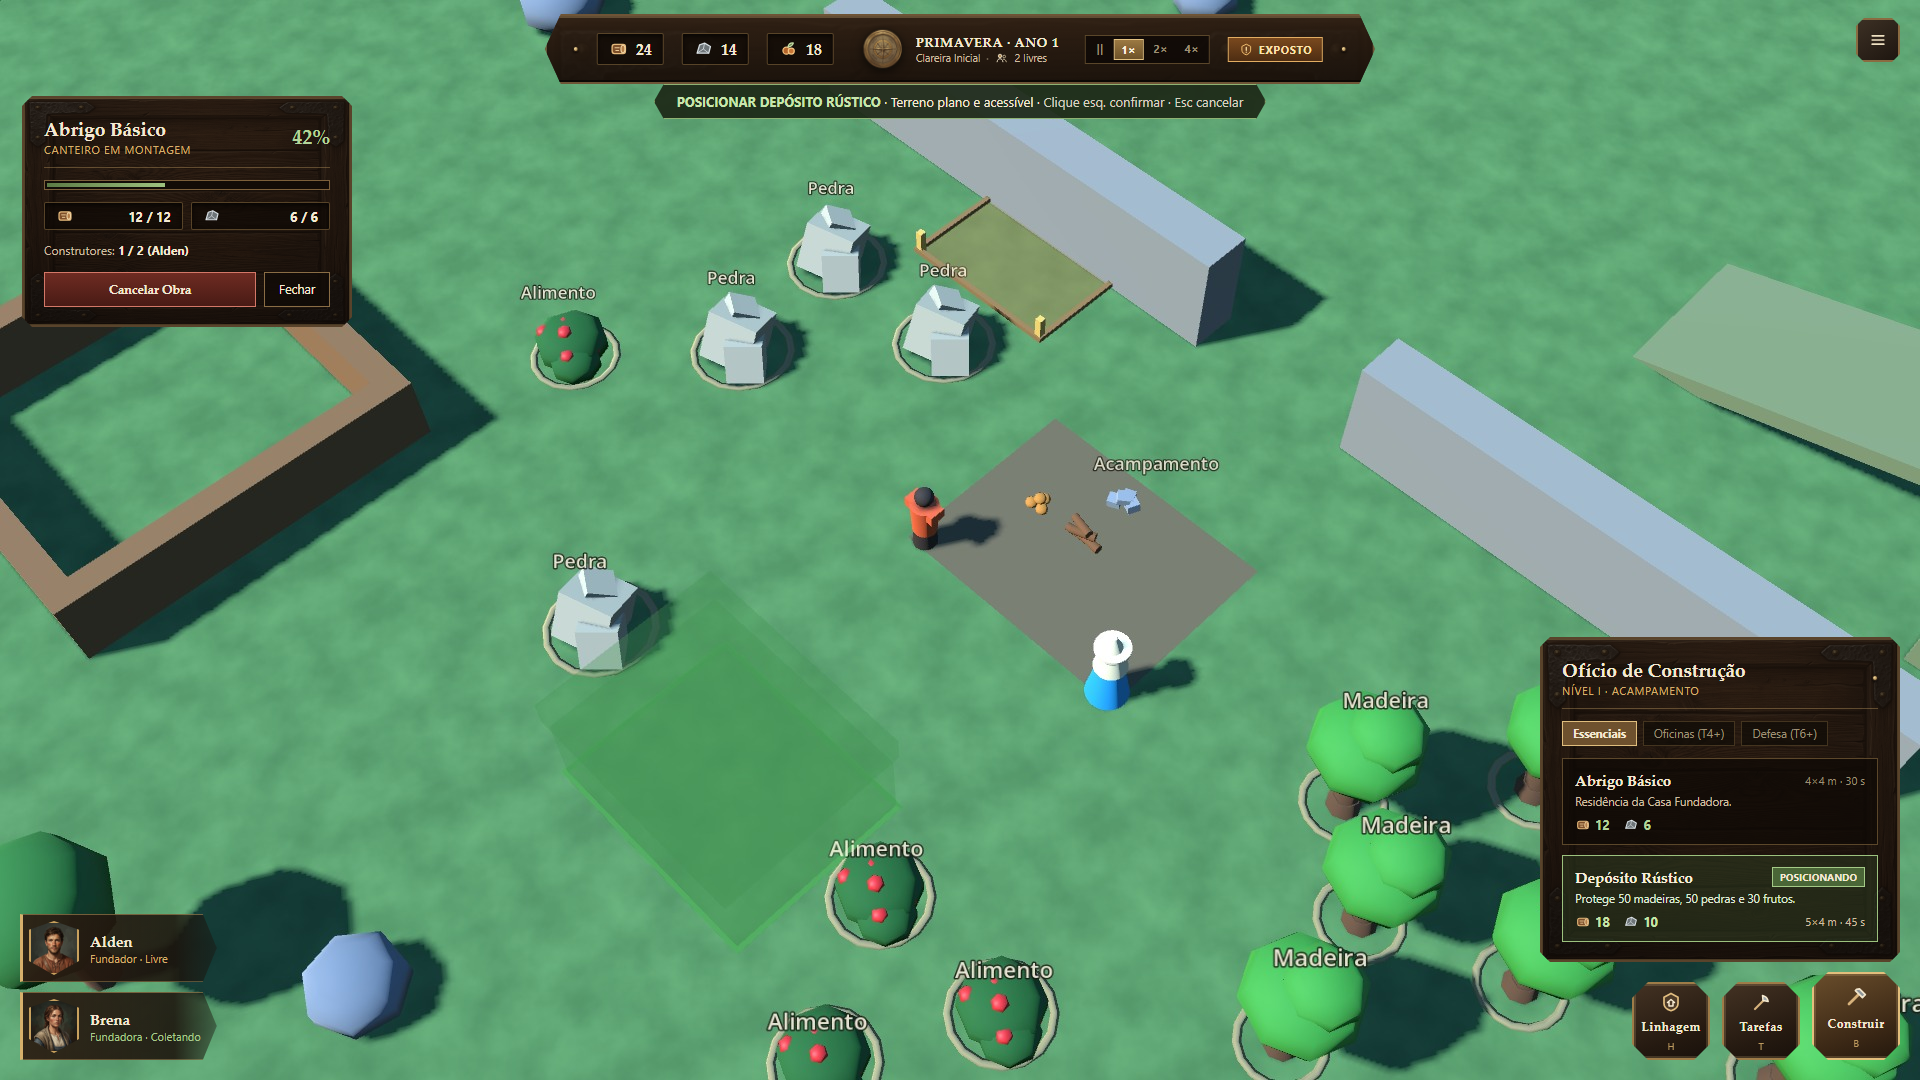 24
14
18
PRIMAVERA · ANO 1
Clareira Inicial · 2 livres
1× 2× 4×
EXPOSTO
POSICIONAR DEPÓSITO RÚSTICO · Terreno plano e acessível · Clique esq. confirmar · Esc cancelar
Abrigo Básico
42%
CANTEIRO EM MONTAGEM
12 / 12
6 / 6
Construtores: 1 / 2 (Alden)
Cancelar Obra
Fechar
Pedra
Pedra
Pedra
Alimento
Acampamento
Pedra
Madeira
Madeira
Alimento
Madeira
Alimento
Alimento
Ofício de Construção
NÍVEL I · ACAMPAMENTO
Essenciais
Oficinas (T4+)
Defesa (T6+)
Abrigo Básico
4×4 m · 30 s
Residência da Casa Fundadora.
12 6
Depósito Rústico
POSICIONANDO
Protege 50 madeiras, 50 pedras e 30 frutos.
18 10
5×4 m · 45 s
Alden
Fundador · Livre
Brena
Fundadora · Coletando
Linhagem
H
Tarefas
T
Construir
B